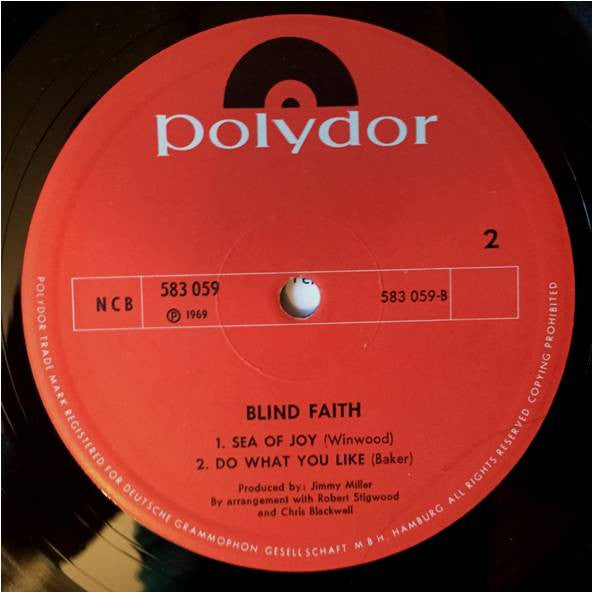 polydor
2
NCB
583 059
Ⓟ 1969
583 059-B
BLIND FAITH
1. SEA OF JOY (Winwood)
2. DO WHAT YOU LIKE (Baker)
Produced by: Jimmy Miller
By arrangement with Robert Stigwood
and Chris Blackwell
POLYDOR TRADE MARK REGISTERED FOR DEUTSCHE GRAMMOPHON GESELLSCHAFT M B H, HAMBURG ALL RIGHTS RESERVED COPYING PROHIBITED